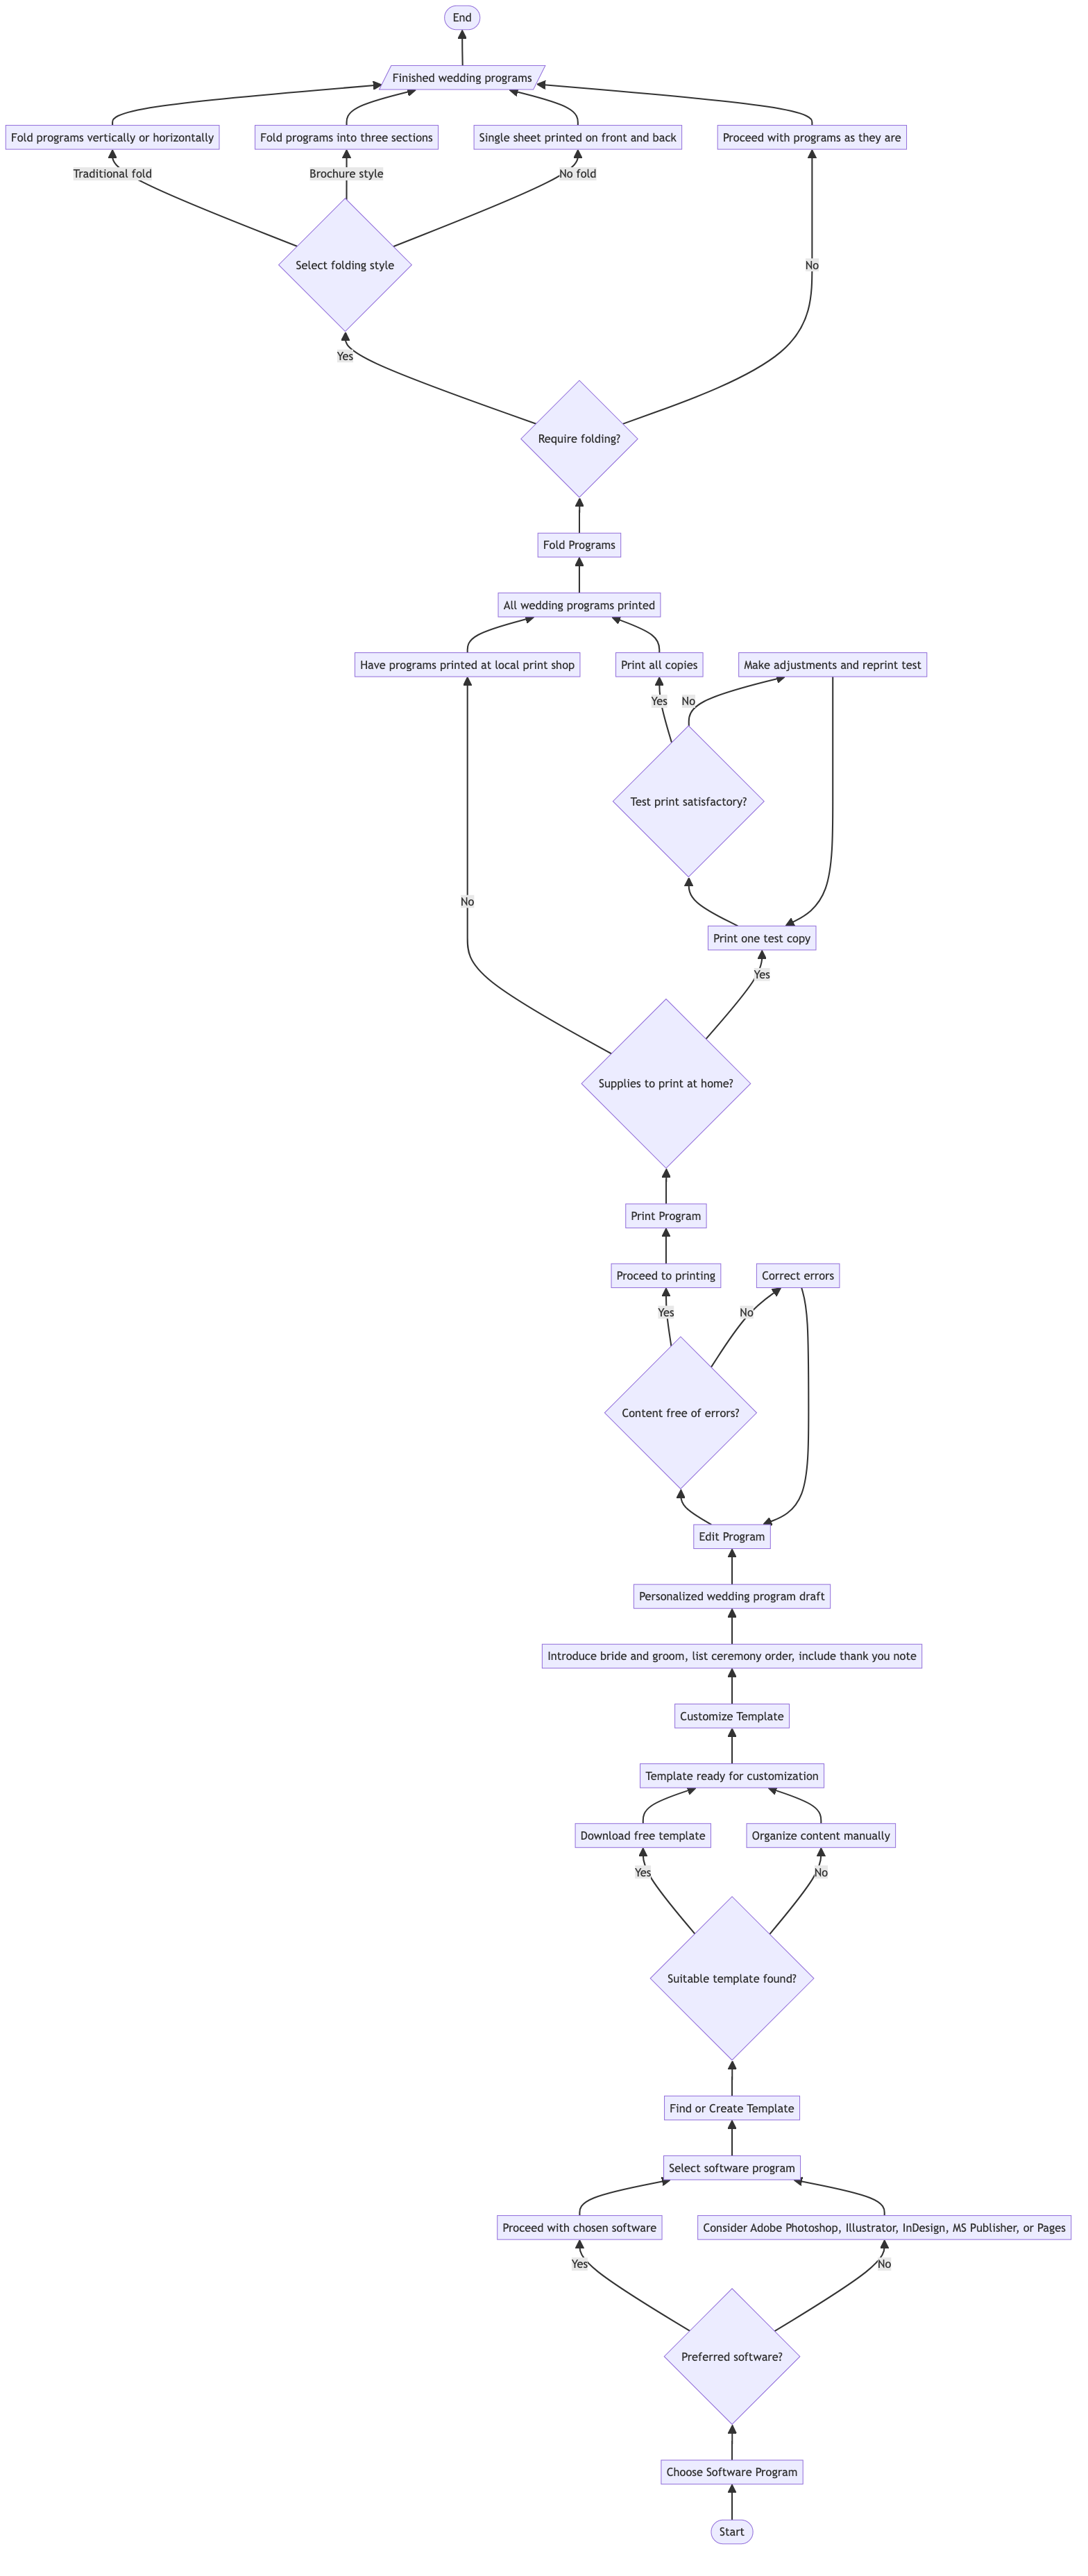 End
Finished wedding programs
Fold programs vertically or horizontally
Fold programs into three sections
Single sheet printed on front and back
Proceed with programs as they are
Traditional fold
Brochure style
No fold
Select folding style
No
Yes
Require folding?
Fold Programs
All wedding programs printed
Have programs printed at local print shop
Print all copies
Make adjustments and reprint test
Yes
No
Test print satisfactory?
No
Print one test copy
Yes
Supplies to print at home?
Print Program
Proceed to printing
Correct errors
Yes
No
Content free of errors?
Edit Program
Personalized wedding program draft
Introduce bride and groom, list ceremony order, include thank you note
Customize Template
Template ready for customization
Download free template
Organize content manually
Yes
No
Suitable template found?
Find or Create Template
Select software program
Proceed with chosen software
Consider Adobe Photoshop, Illustrator, InDesign, MS Publisher, or Pages
Yes
No
Preferred software?
Choose Software Program
Start